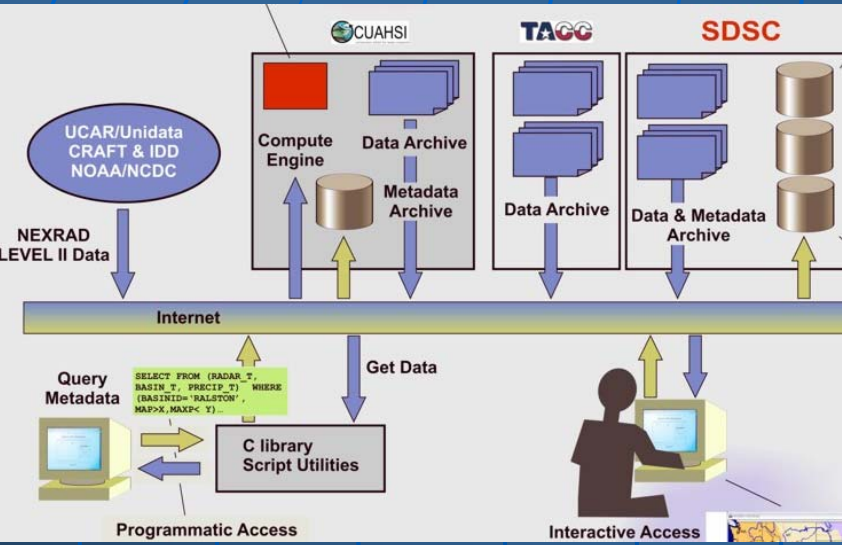 CUAHSI
TACC
SDSC
UCAR/Unidata
CRAFT & IDD
NOAA/NCDC
Compute
Engine
Data Archive
Metadata
Archive
Data Archive
Data & Metadata
Archive
NEXRAD
LEVEL II Data
Internet
Query
Metadata
SELECT FROM (RADAR_T,
BASIN_T, PRECIP_T) WHERE
(BASINID='RALSTON',
MAP>X,MAXP< Y)…
Get Data
C library
Script Utilities
Programmatic Access
Interactive Access